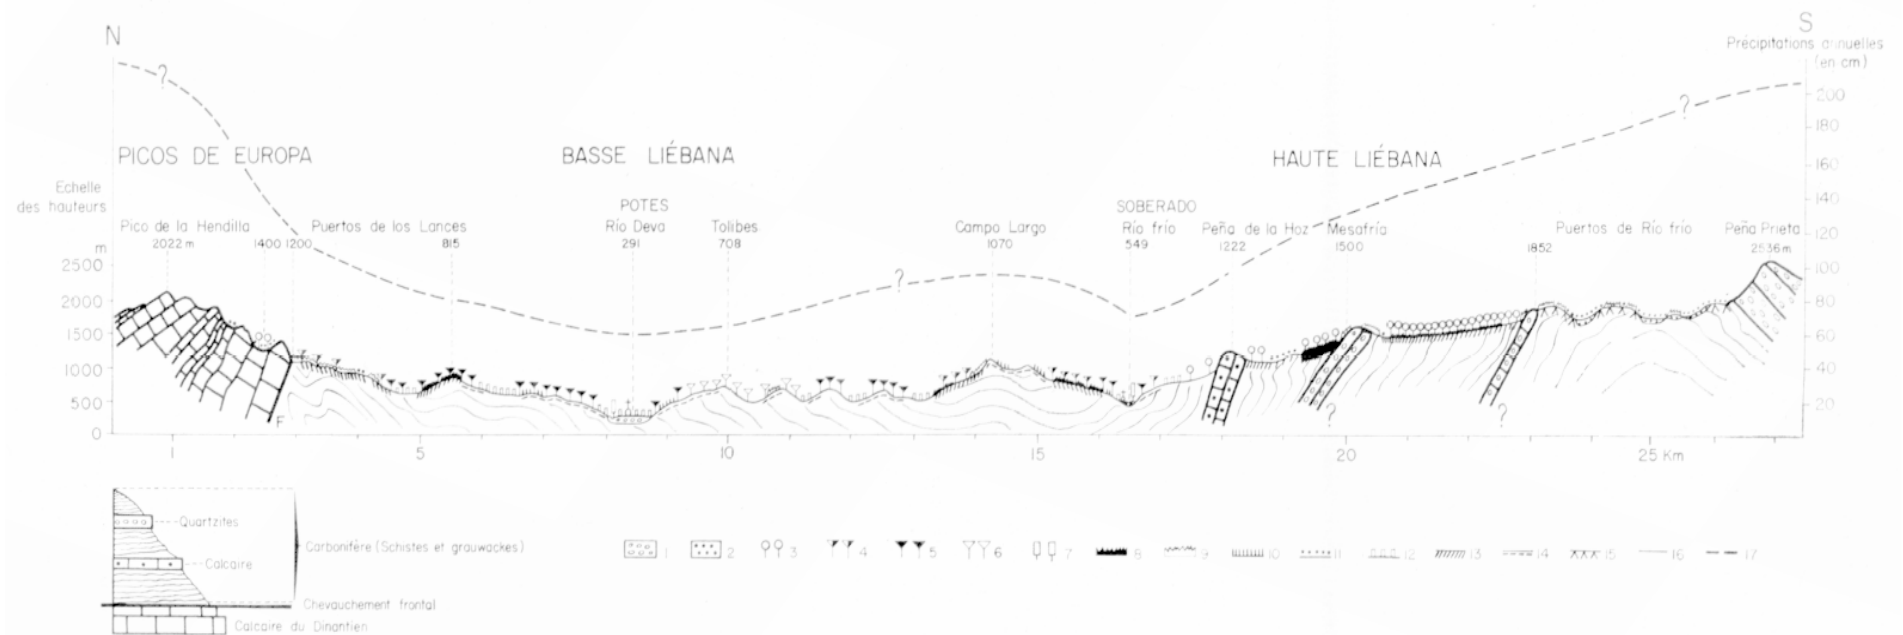 N
S
Précipitations annuelles
(en cm)
200
180
160
140
120
100
80
60
40
20
PICOS DE EUROPA
BASSE LIÉBANA
HAUTE LIÉBANA
Echelle
des hauteurs
m
2500
2000
1500
1000
500
0
Pico de la Hendilla
2022 m
1400
1200
Puertos de los Lances
815
POTES
Río Deva
291
Tolibes
708
Campo Largo
1070
SOBERADO
Río frío
549
Peña de la Hoz
1222
Mesafría
1500
1852
Puertos de Río frío
Peña Prieta
2536 m
?
?
?
F
?
?
1
5
10
15
20
25 Km
Quartzites
Calcaire
Carbonifère (Schistes et grauwackes)
Chevauchement frontal
Calcaire du Dinantien
1
2
3
4
5
6
7
8
9
10
11
12
13
14
15
16
17